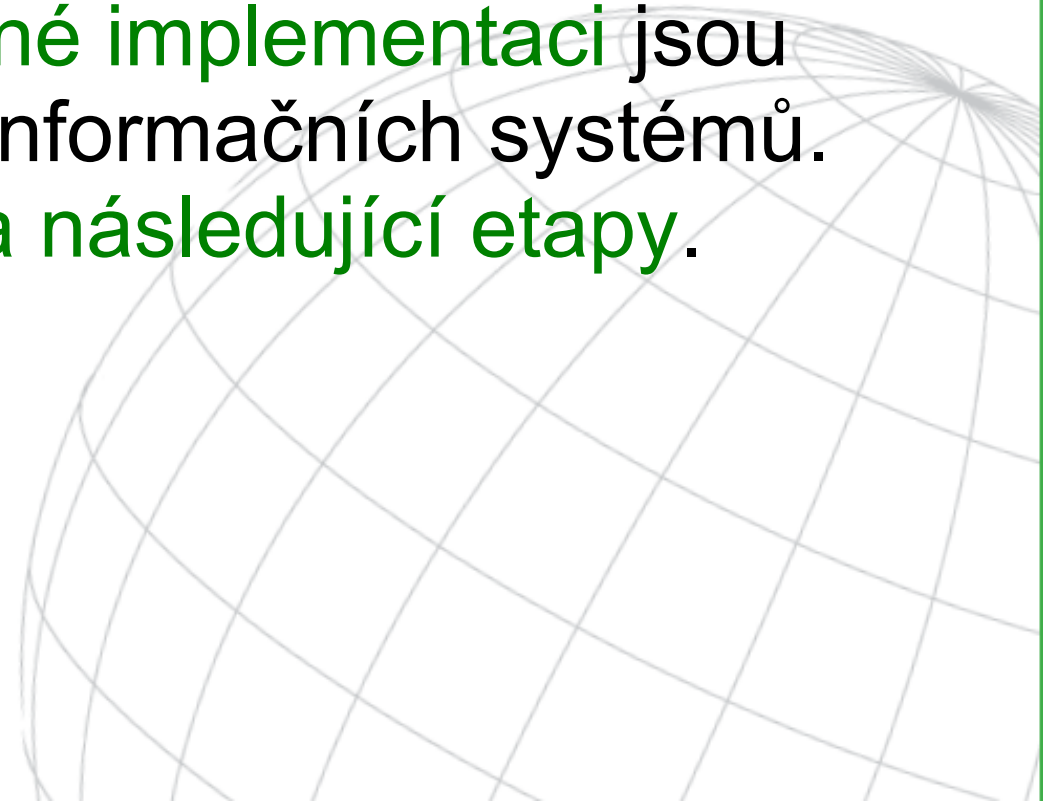 né implementaci jsou
nformačních systémů.
a následující etapy.